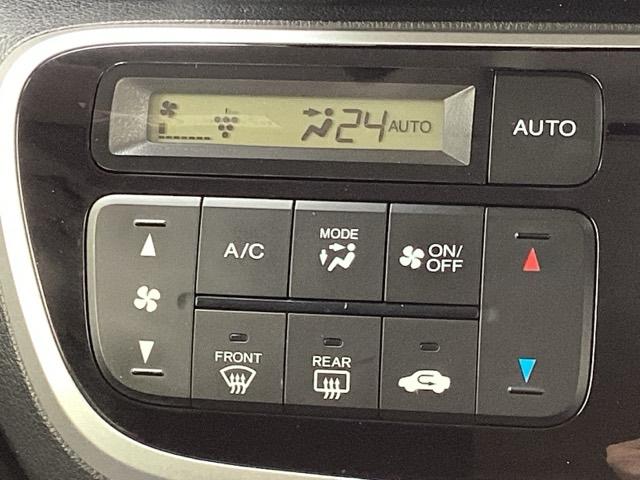 24 AUTO
AUTO
A/C
MODE
ON/
OFF
FRONT
REAR